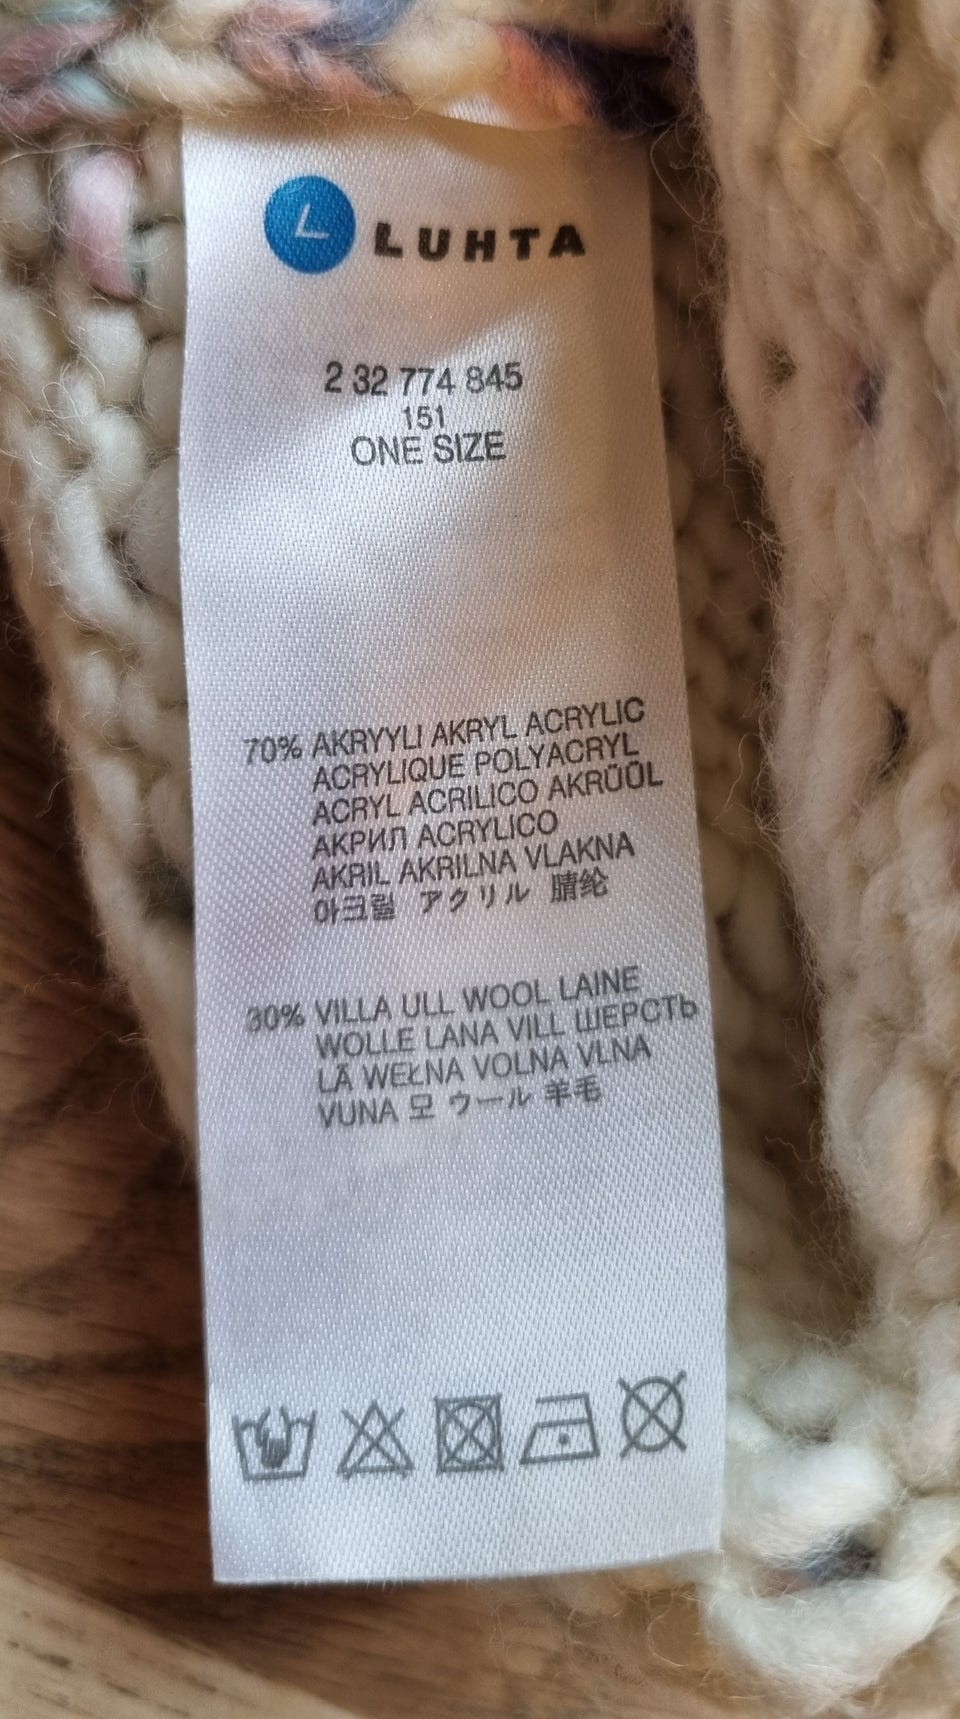 L LUHTA
2 32 774 845
151
ONE SIZE
70% AKRYYLI AKRYL ACRYLIC
ACRYLIQUE POLYACRYL
ACRYL ACRILICO AKRÜÜL
АКРИЛ ACRYLICO
AKRIL AKRILNA VLAKNA
아크릴 アクリル 腈纶
30% VILLA ULL WOOL LAINE
WOLLE LANA VILL ШЕРСТЬ
LÃ WEŁNA VOLNA VLNA
VUNA 모 ウール 羊毛